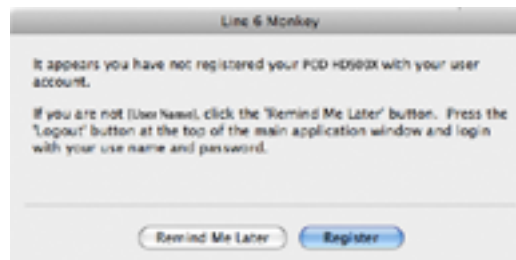 Line 6 Monkey
It appears you have not registered your POD HD500X with your user
account.
If you are not [User Name], click the 'Remind Me Later' button. Press the
'Logout' button at the top of the main application window and login
with your use name and password.
Remind Me Later
Register